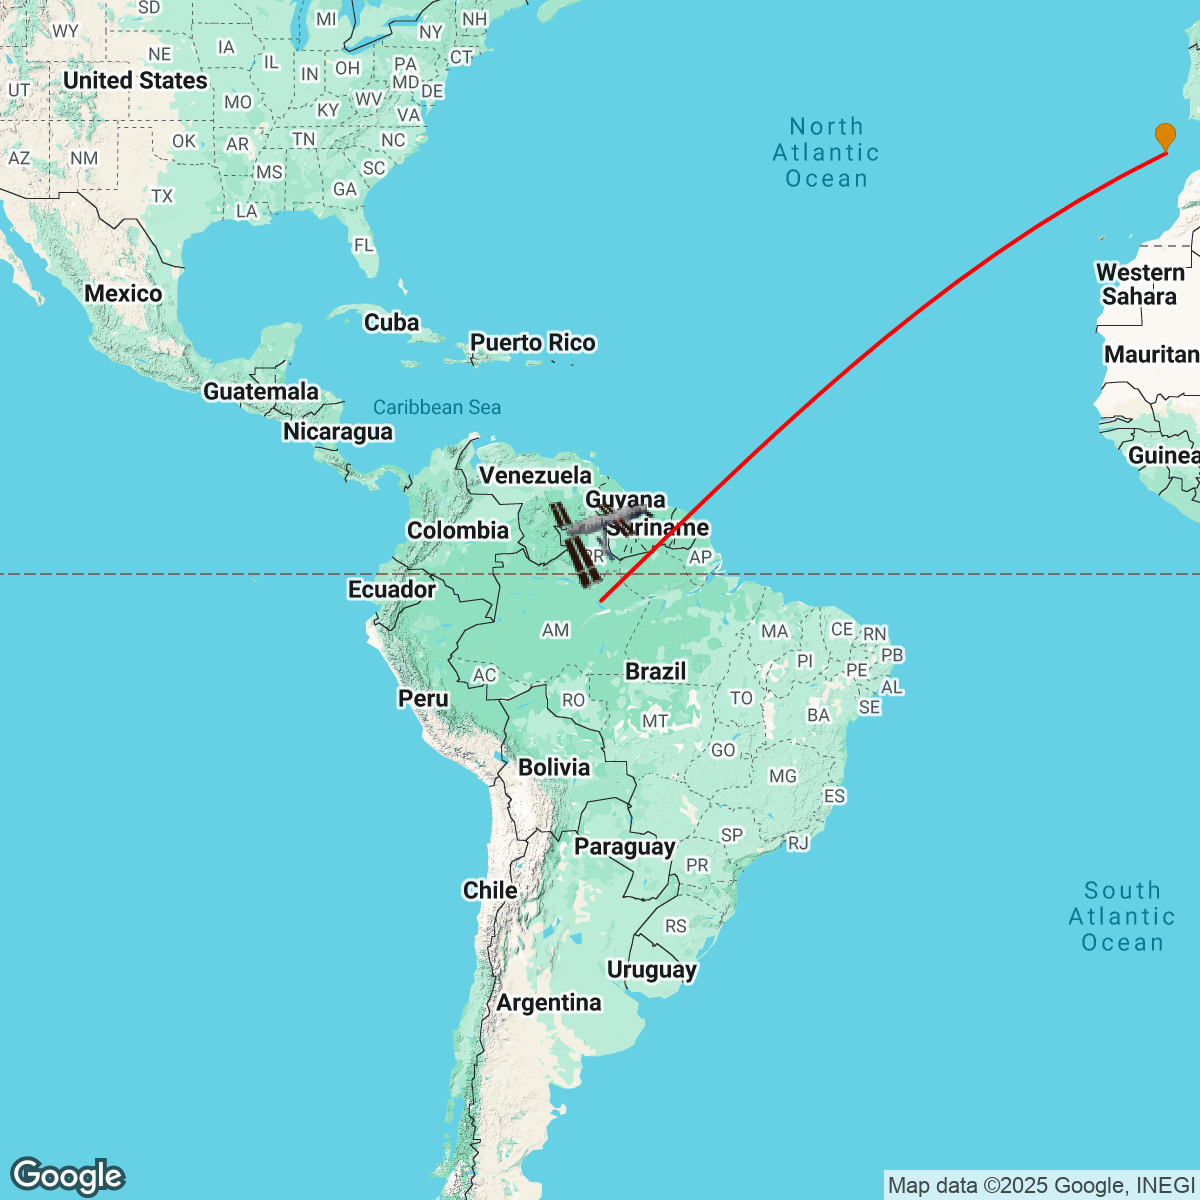 SD
MI
NH
WY
NY
IA
NE
CT
IL
OH
PA
IN
United States
MD
UT
DE
WV
MO
KY
VA
North
Atlantic
Ocean
OK
AR
TN
NC
AZ
NM
MS
SC
TX
GA
LA
FL
Western
Sahara
Mexico
Cuba
Puerto Rico
Mauritan
Guatemala
Caribbean Sea
Nicaragua
Guinea
Venezuela
Guyana
Colombia
Suriname
RR
AP
Ecuador
AM
MA
CE
RN
PB
PI
PE
Brazil
AC
AL
Peru
RO
TO
SE
BA
MT
GO
Bolivia
MG
ES
SP
RJ
Paraguay
PR
Chile
South
Atlantic
Ocean
RS
Uruguay
Argentina
Google
Map data ©2025 Google, INEGI